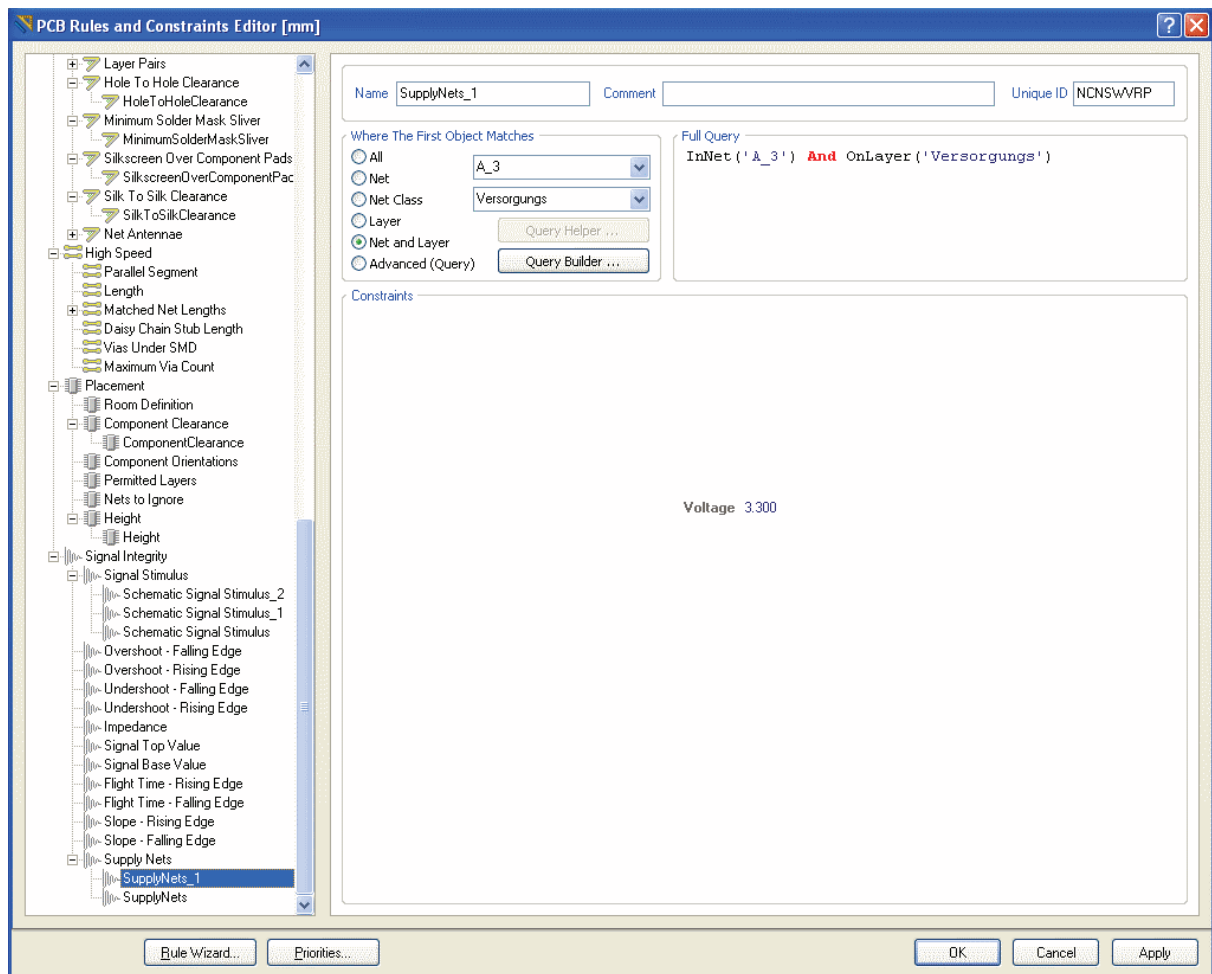 PCB Rules and Constraints Editor [mm]
Layer Pairs
Hole To Hole Clearance
HoleToHoleClearance
Minimum Solder Mask Sliver
MinimumSolderMaskSliver
Silkscreen Over Component Pads
SilkscreenOverComponentPac
Silk To Silk Clearance
SilkToSilkClearance
Net Antennae
High Speed
Parallel Segment
Length
Matched Net Lengths
Daisy Chain Stub Length
Vias Under SMD
Maximum Via Count
Placement
Room Definition
Component Clearance
ComponentClearance
Component Orientations
Permitted Layers
Nets to Ignore
Height
Height
Signal Integrity
Signal Stimulus
Schematic Signal Stimulus_2
Schematic Signal Stimulus_1
Schematic Signal Stimulus
Overshoot - Falling Edge
Overshoot - Rising Edge
Undershoot - Falling Edge
Undershoot - Rising Edge
Impedance
Signal Top Value
Signal Base Value
Flight Time - Rising Edge
Flight Time - Falling Edge
Slope - Rising Edge
Slope - Falling Edge
Supply Nets
SupplyNets_1
SupplyNets
Name SupplyNets_1 Comment Unique ID NCNSWVRP
Where The First Object Matches
All
Net
Net Class
Layer
Net and Layer
Advanced (Query)
A_3
Versorgungs
Query Helper ...
Query Builder ...
Full Query
InNet('A_3') And OnLayer('Versorgungs')
Constraints
Voltage 3.300
Rule Wizard... Priorities... OK Cancel Apply